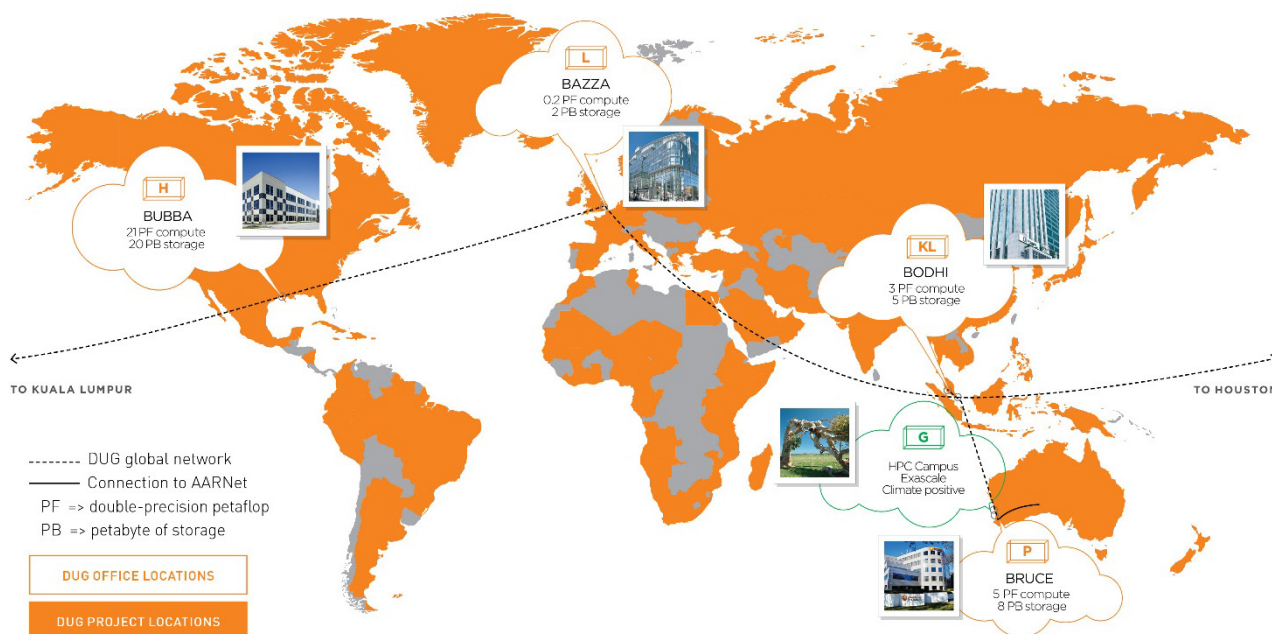 L
BAZZA
0.2 PF compute
2 PB storage
H
BUBBA
21 PF compute
20 PB storage
KL
BODHI
3 PF compute
5 PB storage
TO KUALA LUMPUR
TO HOUSTON
G
HPC Campus
Exascale
Climate positive
P
BRUCE
5 PF compute
8 PB storage
DUG global network
Connection to AARNet
PF => double-precision petaflop
PB => petabyte of storage
DUG OFFICE LOCATIONS
DUG PROJECT LOCATIONS